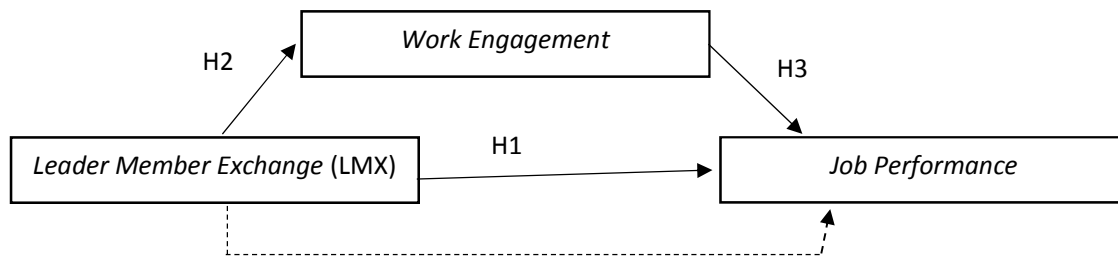 Work Engagement
H2
H3
H1
Leader Member Exchange (LMX)
Job Performance